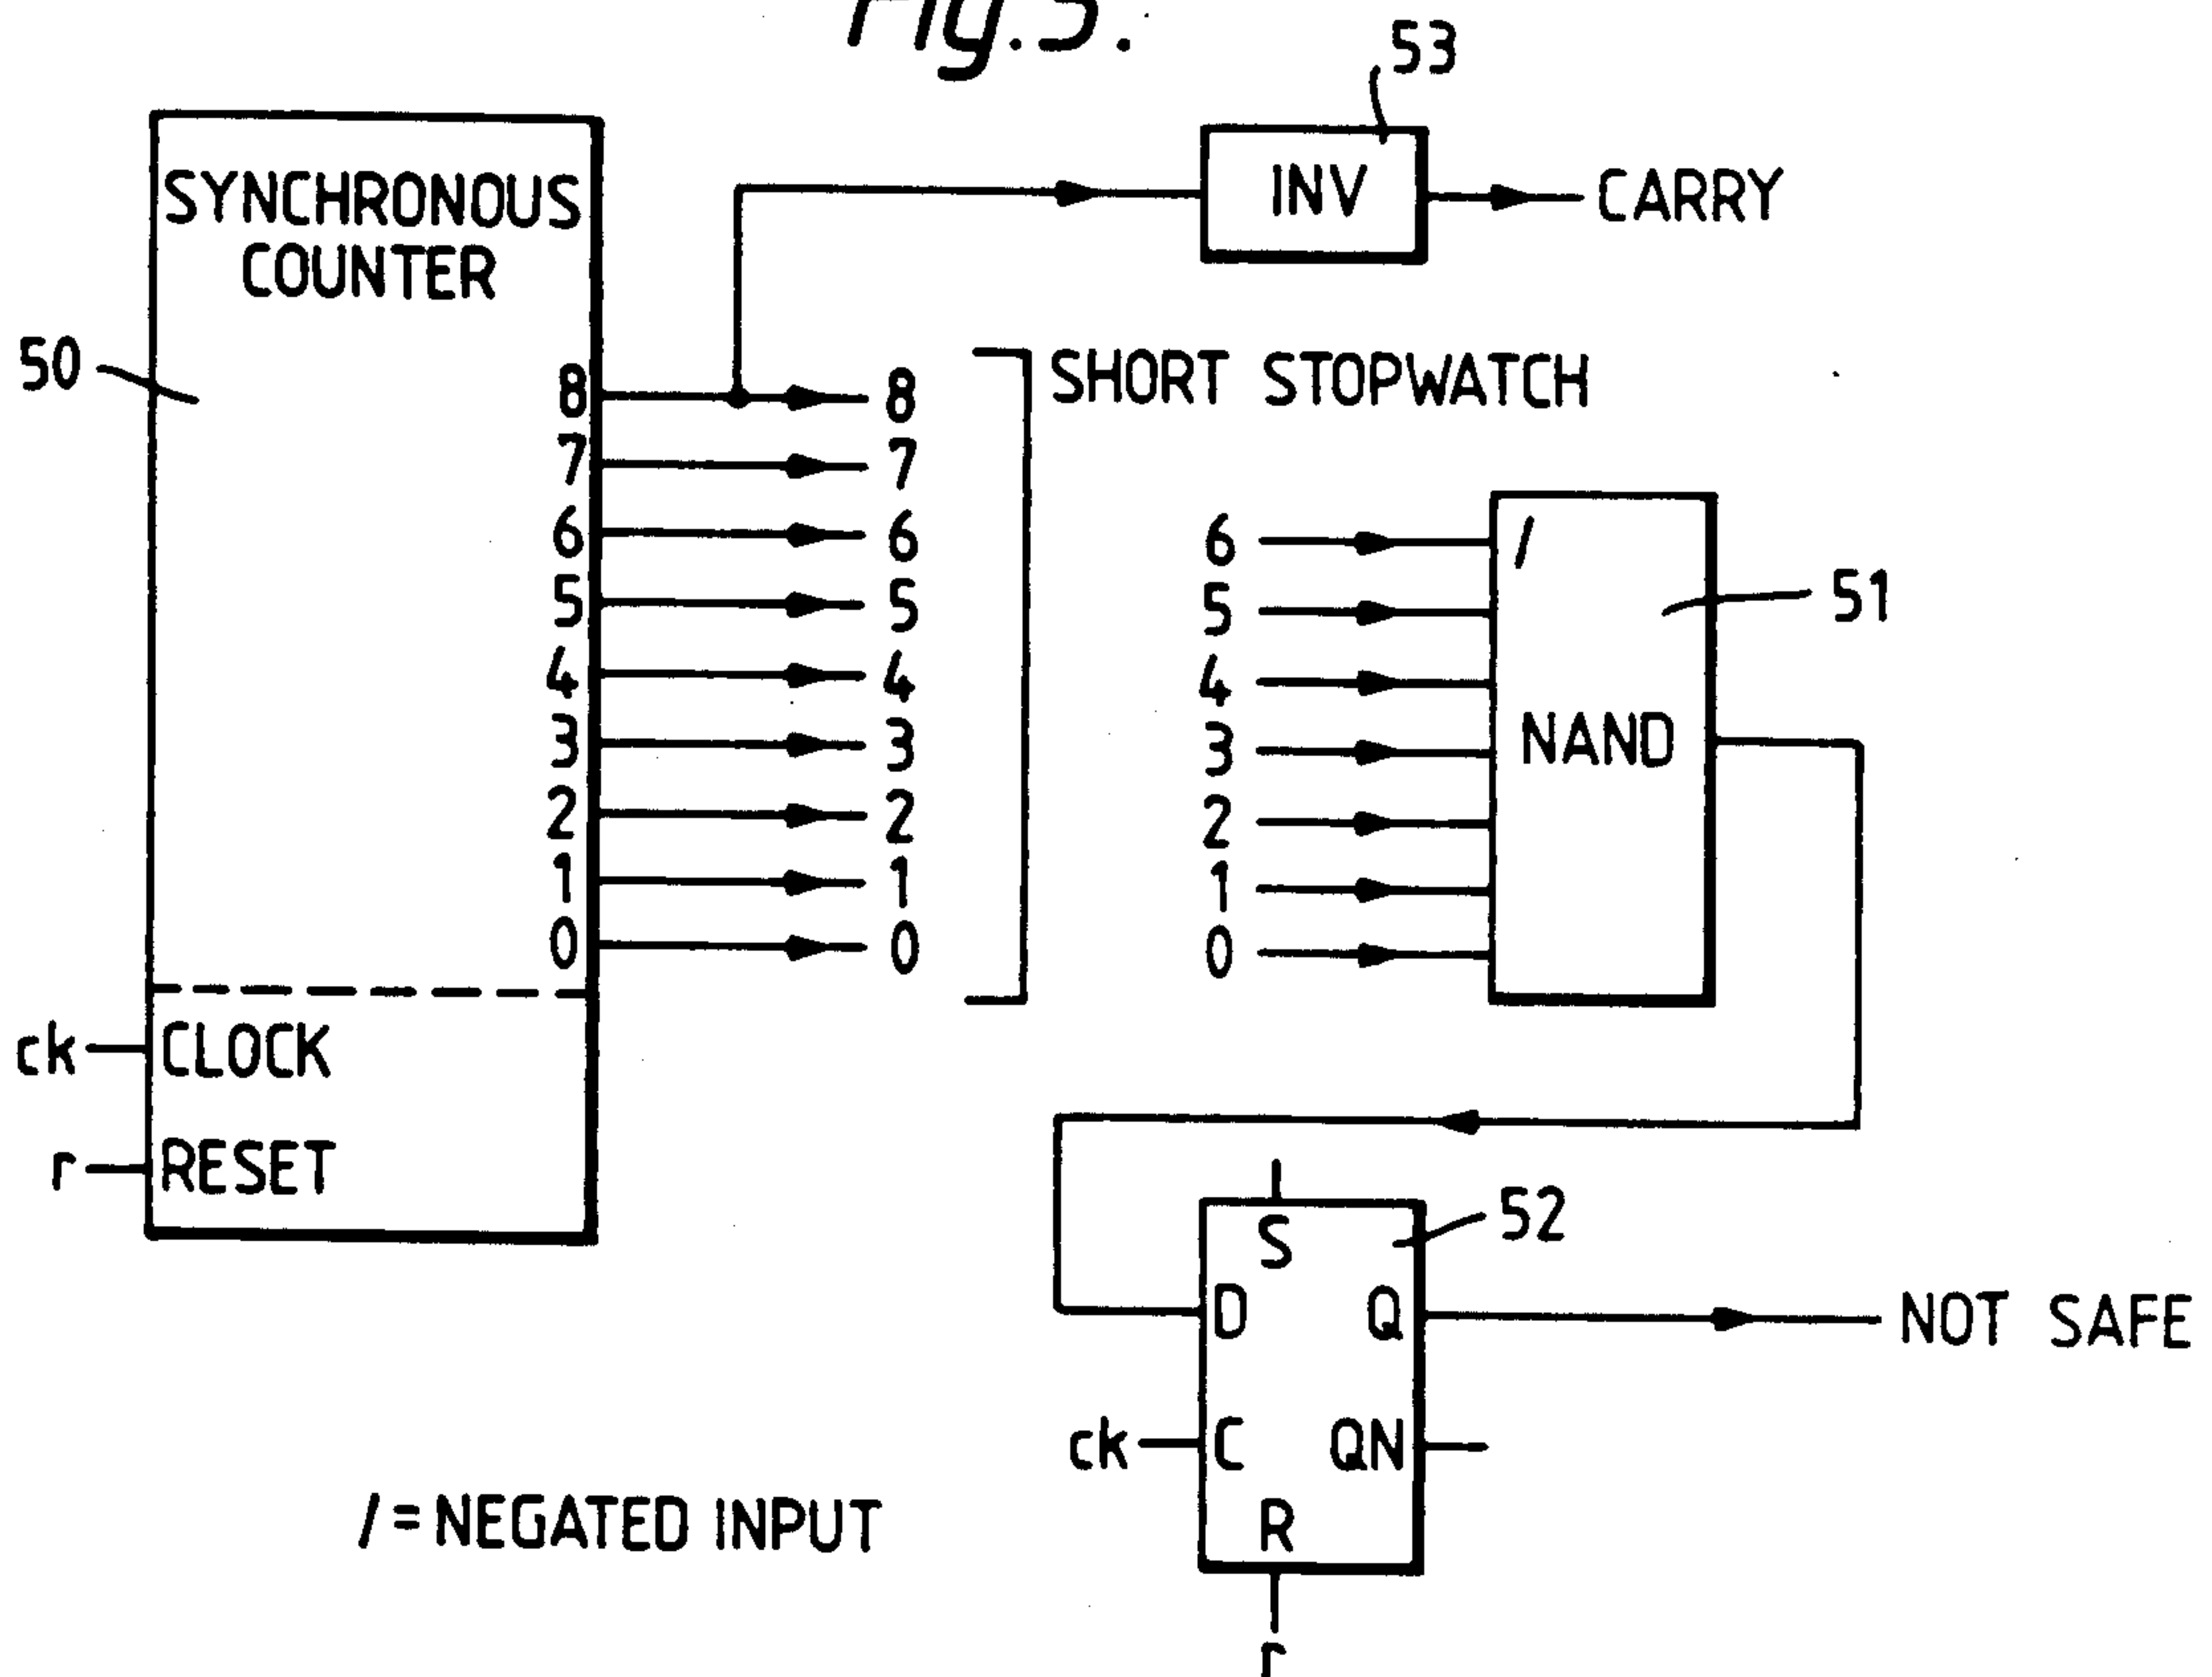 Fig.5.
53
SYNCHRONOUS
COUNTER
INV
CARRY
50
SHORT STOPWATCH
8 8
7 7
6 6 6 /
5 5 5
51
4 4 4
3 3 3
NAND
2 2 2
1 1 1
0 0 0
ck CLOCK
r RESET
S
52
D Q NOT SAFE
ck C QN
R
r
/ = NEGATED INPUT